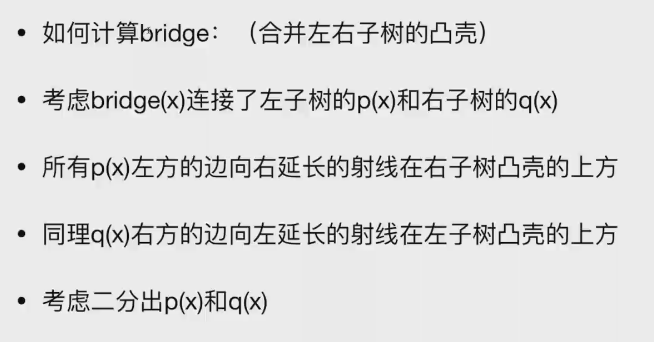 • 如何计算bridge：（合并左右子树的凸壳）
• 考虑bridge(x)连接了左子树的p(x)和右子树的q(x)
• 所有p(x)左方的边向右延长的射线在右子树凸壳的上方
• 同理q(x)右方的边向左延长的射线在左子树凸壳的上方
• 考虑二分出p(x)和q(x)